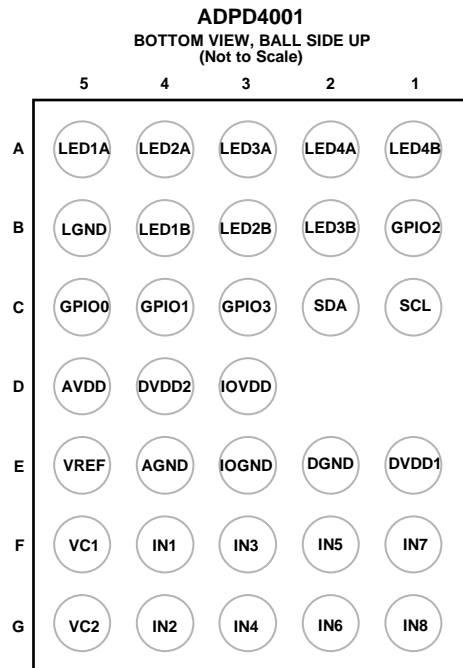 ADPD4001
BOTTOM VIEW, BALL SIDE UP
(Not to Scale)
5 4 3 2 1
A LED1A LED2A LED3A LED4A LED4B
B LGND LED1B LED2B LED3B GPIO2
C GPIO0 GPIO1 GPIO3 SDA SCL
D AVDD DVDD2 IOVDD
E VREF AGND IOGND DGND DVDD1
F VC1 IN1 IN3 IN5 IN7
G VC2 IN2 IN4 IN6 IN8